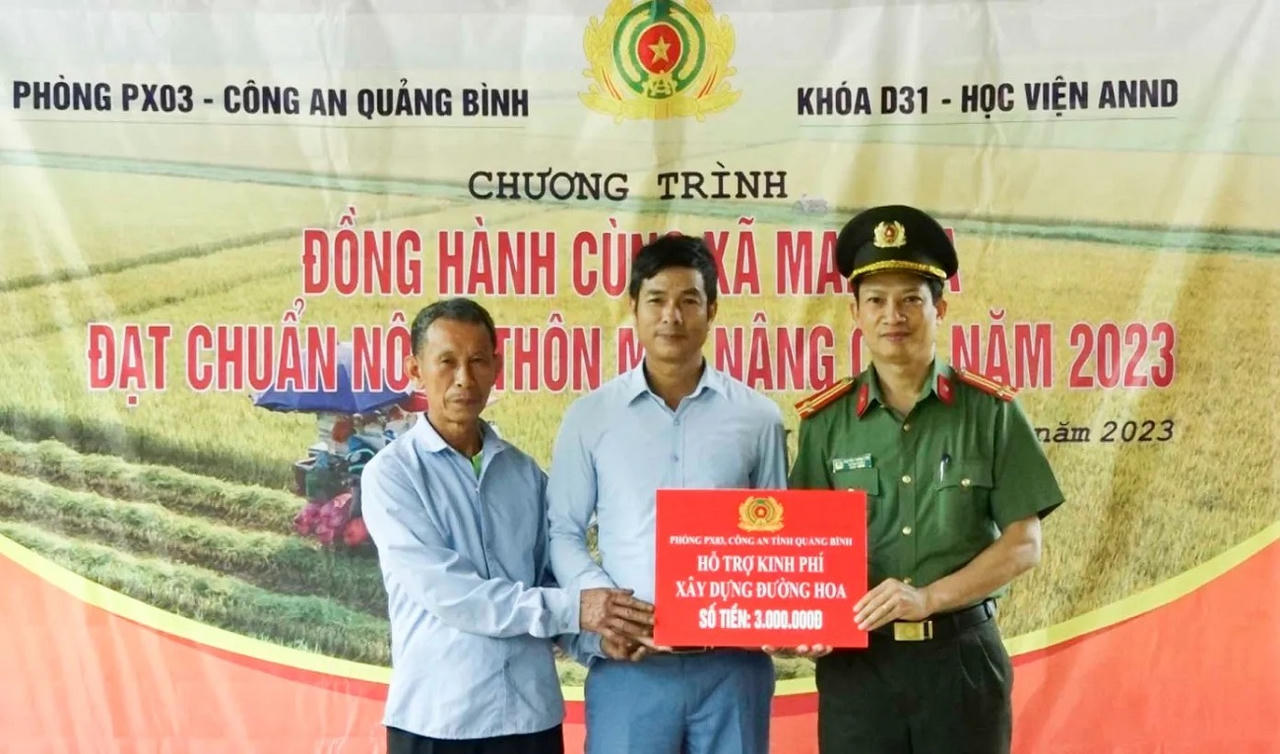 PHÒNG PX03 - CÔNG AN QUẢNG BÌNH
KHÓA D31 - HỌC VIỆN ANND
CHƯƠNG TRÌNH
ĐỒNG HÀNH CÙNG XÃ
ĐẠT CHUẨN THÔN NÂNG NĂM 2023
năm 2023
PHÒNG PX03, CÔNG AN TỈNH QUẢNG BÌNH
HỖ TRỢ KINH PHÍ
XÂY DỰNG ĐƯỜNG HOA
SỐ TIỀN: 3.000.000Đ